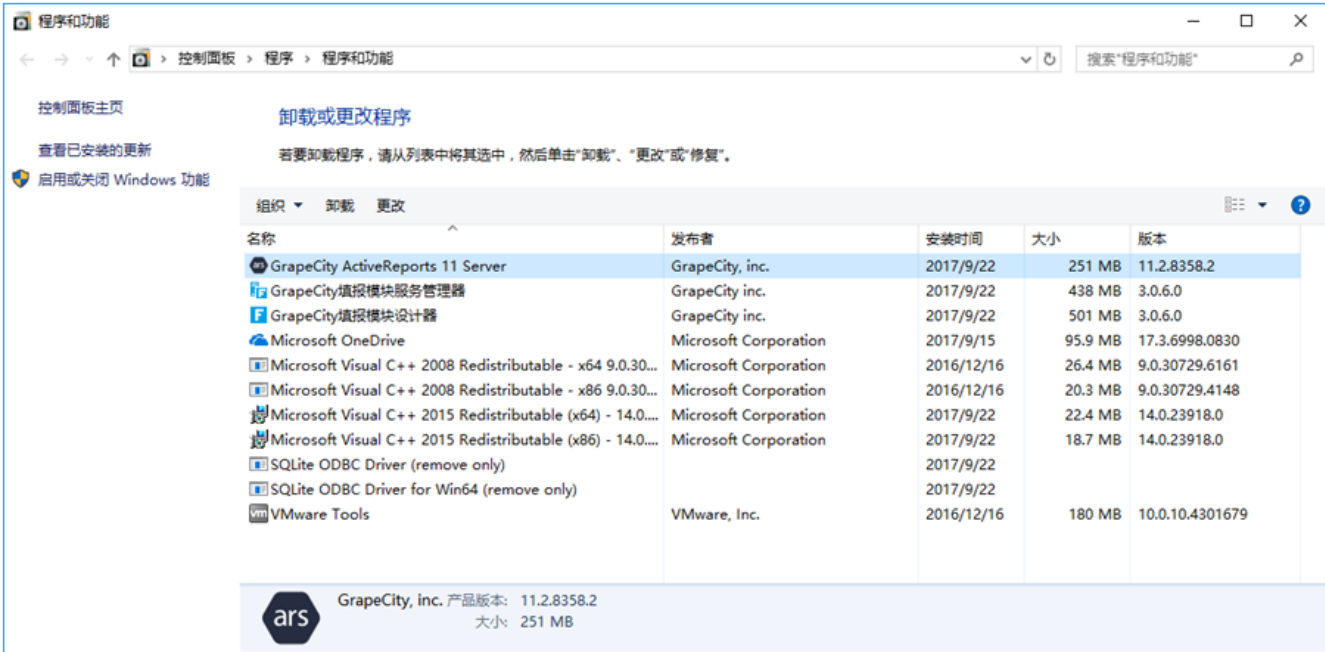 程序和功能
控制面板 › 程序 › 程序和功能
搜索"程序和功能"
控制面板主页
查看已安装的更新
启用或关闭 Windows 功能
卸载或更改程序
若要卸载程序，请从列表中将其选中，然后单击"卸载"、"更改"或"修复"。
组织 卸载 更改
名称 发布者 安装时间 大小 版本
GrapeCity ActiveReports 11 Server GrapeCity, inc. 2017/9/22 251 MB 11.2.8358.2
GrapeCity填报模块服务管理器 GrapeCity inc. 2017/9/22 438 MB 3.0.6.0
GrapeCity填报模块设计器 GrapeCity inc. 2017/9/22 501 MB 3.0.6.0
Microsoft OneDrive Microsoft Corporation 2017/9/15 95.9 MB 17.3.6998.0830
Microsoft Visual C++ 2008 Redistributable - x64 9.0.30... Microsoft Corporation 2016/12/16 26.4 MB 9.0.30729.6161
Microsoft Visual C++ 2008 Redistributable - x86 9.0.30... Microsoft Corporation 2016/12/16 20.3 MB 9.0.30729.4148
Microsoft Visual C++ 2015 Redistributable (x64) - 14.0.... Microsoft Corporation 2017/9/22 22.4 MB 14.0.23918.0
Microsoft Visual C++ 2015 Redistributable (x86) - 14.0.... Microsoft Corporation 2017/9/22 18.7 MB 14.0.23918.0
SQLite ODBC Driver (remove only) 2017/9/22
SQLite ODBC Driver for Win64 (remove only) 2017/9/22
vm VMware Tools VMware, Inc. 2016/12/16 180 MB 10.0.10.4301679
ars
GrapeCity, inc. 产品版本: 11.2.8358.2
大小: 251 MB